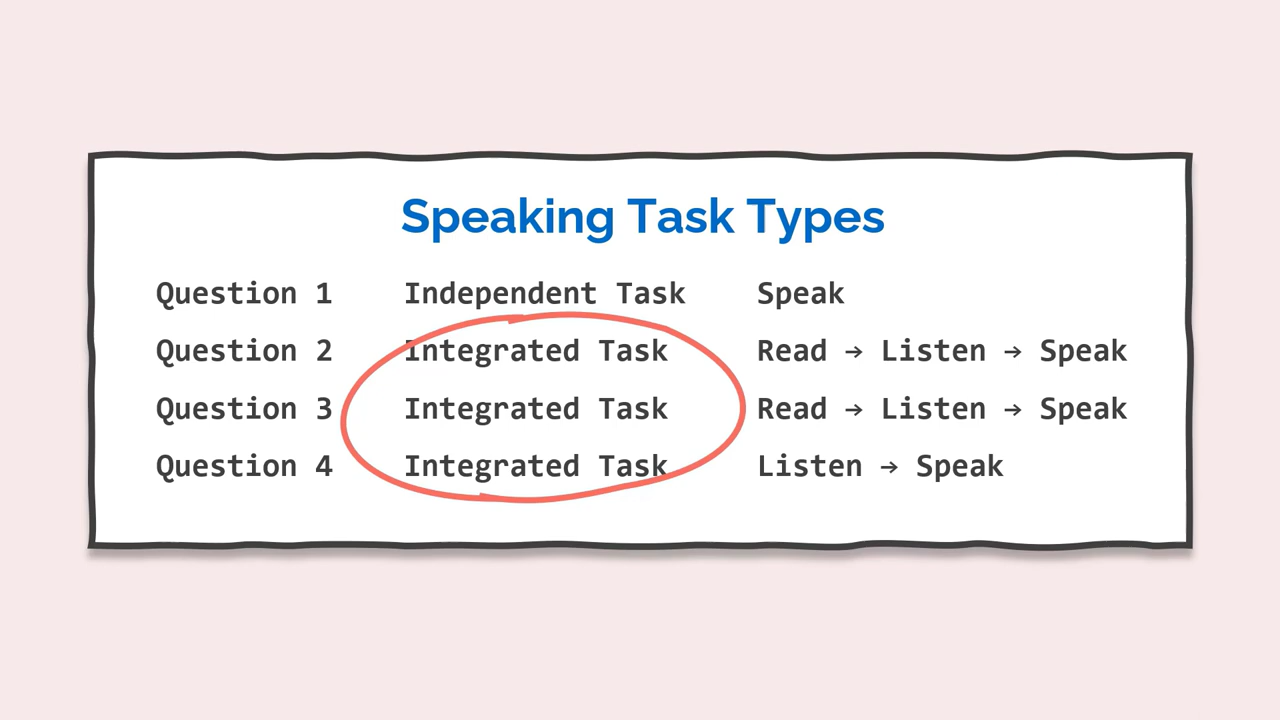 Speaking Task Types
Question 1 Independent Task Speak
Question 2 Integrated Task Read → Listen → Speak
Question 3 Integrated Task Read → Listen → Speak
Question 4 Integrated Task Listen → Speak